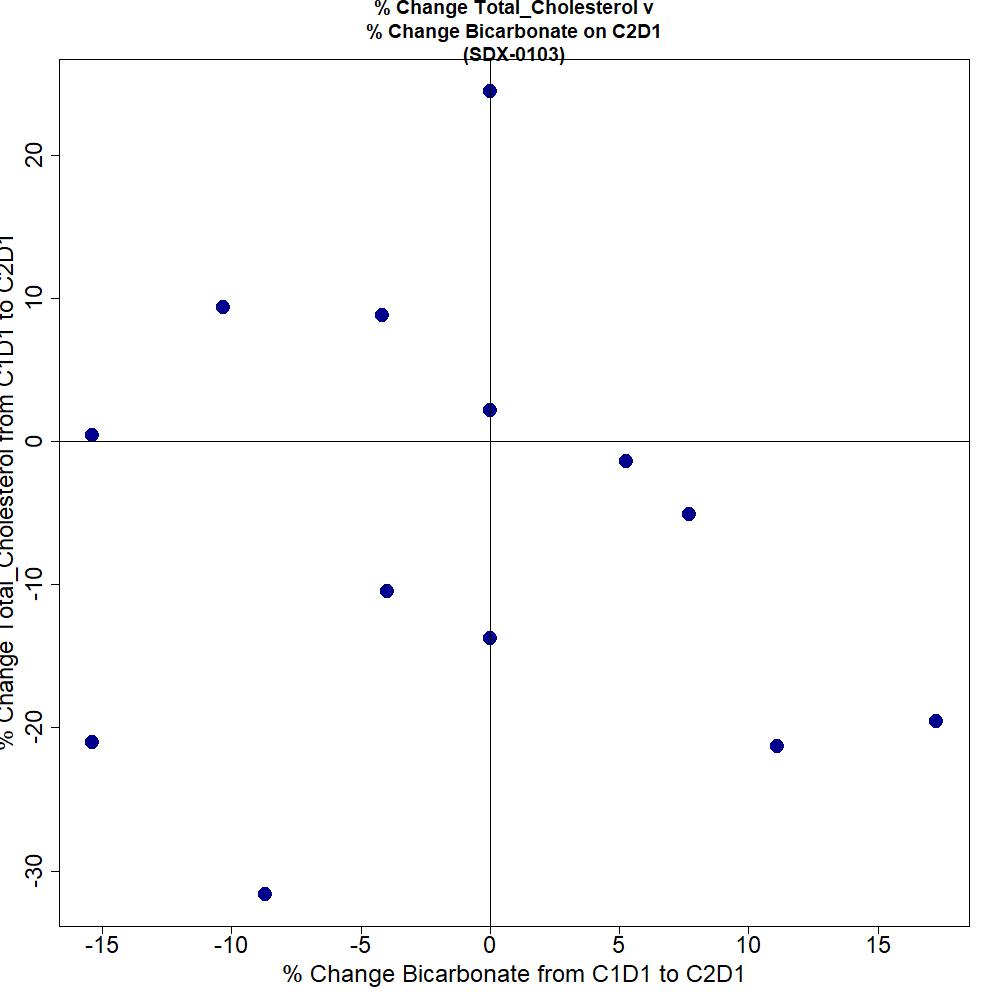 % Change Total_Cholesterol v
% Change Bicarbonate on C2D1
(SDX-0103)
% Change Total_Cholesterol from C1D1 to C2D1
20
10
0
-10
-20
-30
-15
-10
-5
0
5
10
15
% Change Bicarbonate from C1D1 to C2D1